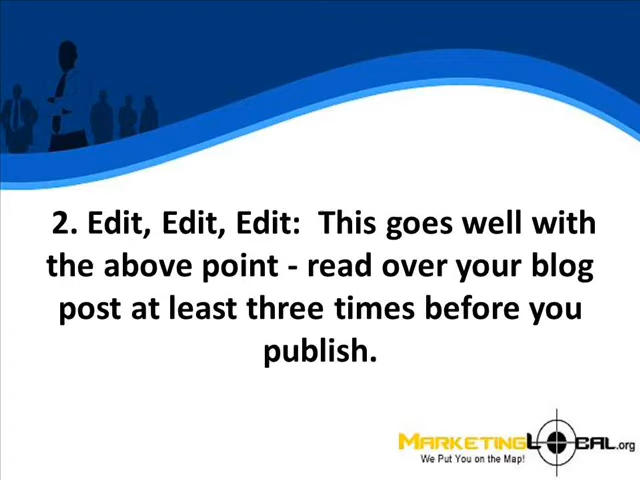 2. Edit, Edit, Edit:  This goes well with
the above point - read over your blog
post at least three times before you
publish.
MARKETINGLOCAL.org
We Put You on the Map!